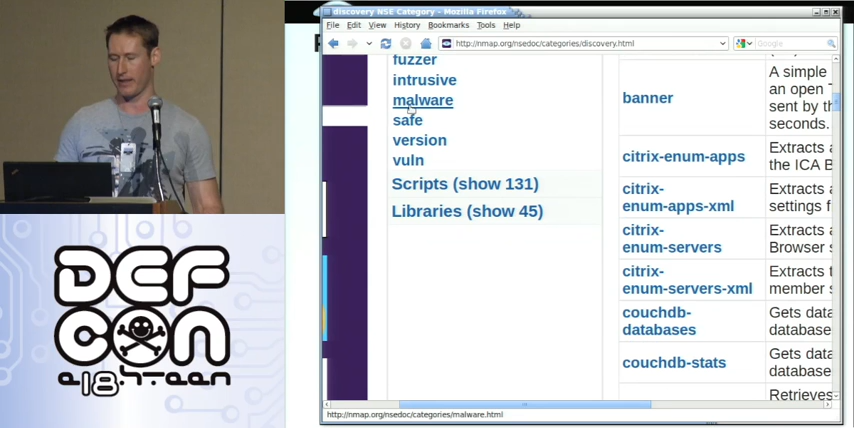 discovery NSE Category - Mozilla Firefox
File Edit View History Bookmarks Tools Help
http://nmap.org/nsedoc/categories/discovery.html
Google
fuzzer
intrusive
malware
safe
version
vuln
Scripts (show 131)
Libraries (show 45)
banner
A simple
an open
sent by th
seconds.
citrix-enum-apps
Extracts a
the ICA B
citrix-
enum-apps-xml
Extracts a
settings f
citrix-
enum-servers
Extracts a
Browser s
citrix-
enum-servers-xml
Extracts t
member s
couchdb-
databases
Gets data
database
couchdb-stats
Gets data
database
Retrieves
http://nmap.org/nsedoc/categories/malware.html
DEF
CON
e18.hteen